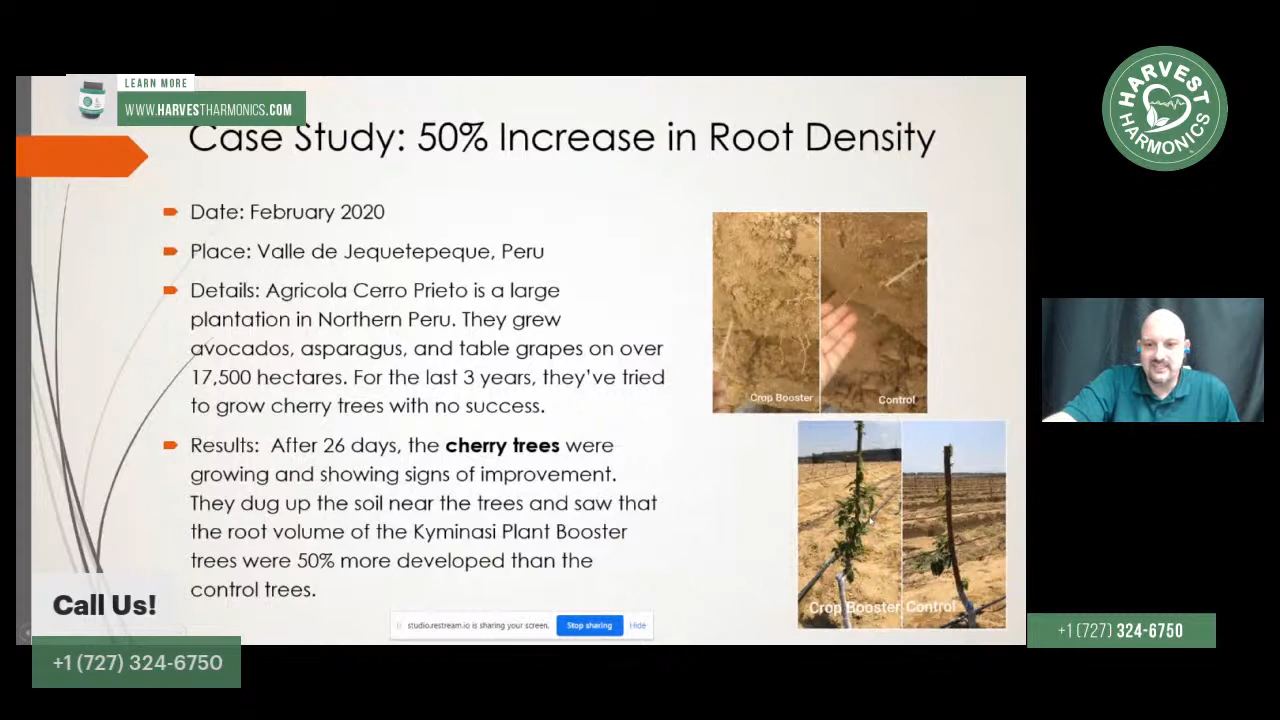 LEARN MORE
WWW.HARVESTHARMONICS.COM
HARVEST
HARMONICS
Case Study: 50% Increase in Root Density
Date: February 2020
Place: Valle de Jequetepeque, Peru
Details: Agricola Cerro Prieto is a large
plantation in Northern Peru. They grew
avocados, asparagus, and table grapes on over
17,500 hectares. For the last 3 years, they've tried
to grow cherry trees with no success.
Results: After 26 days, the cherry trees were
growing and showing signs of improvement.
They dug up the soil near the trees and saw that
the root volume of the Kyminasi Plant Booster
trees were 50% more developed than the
control trees.
Crop Booster
Control
Crop Booster
Control
Call Us!
+1 (727) 324-6750
studio.restream.io is sharing your screen.
Stop sharing
Hide
+1 (727) 324-6750